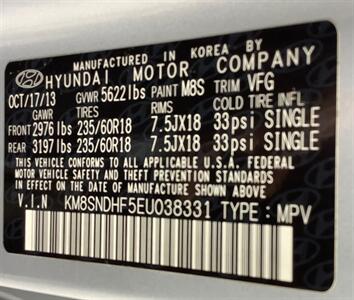 MANUFACTURED IN KOREA BY
HYUNDAI MOTOR COMPANY
OCT/17/13 GVWR 5622lbs PAINT M8S TRIM VFG
GAWR TIRES RIMS COLD TIRE INFL
FRONT 2976 lbs 235/60R18 7.5JX18 33psi SINGLE
REAR 3197 lbs 235/60R18 7.5JX18 33psi SINGLE
THIS VEHICLE CONFORMS TO ALL APPLICABLE U.S.A. FEDERAL
MOTOR VEHICLE SAFETY STANDARDS IN EFFECT ON
THE DATE OF MANUFACTURE SHOWN ABOVE.
V.I.N KM8SNDHF5EU038331 TYPE : MPV